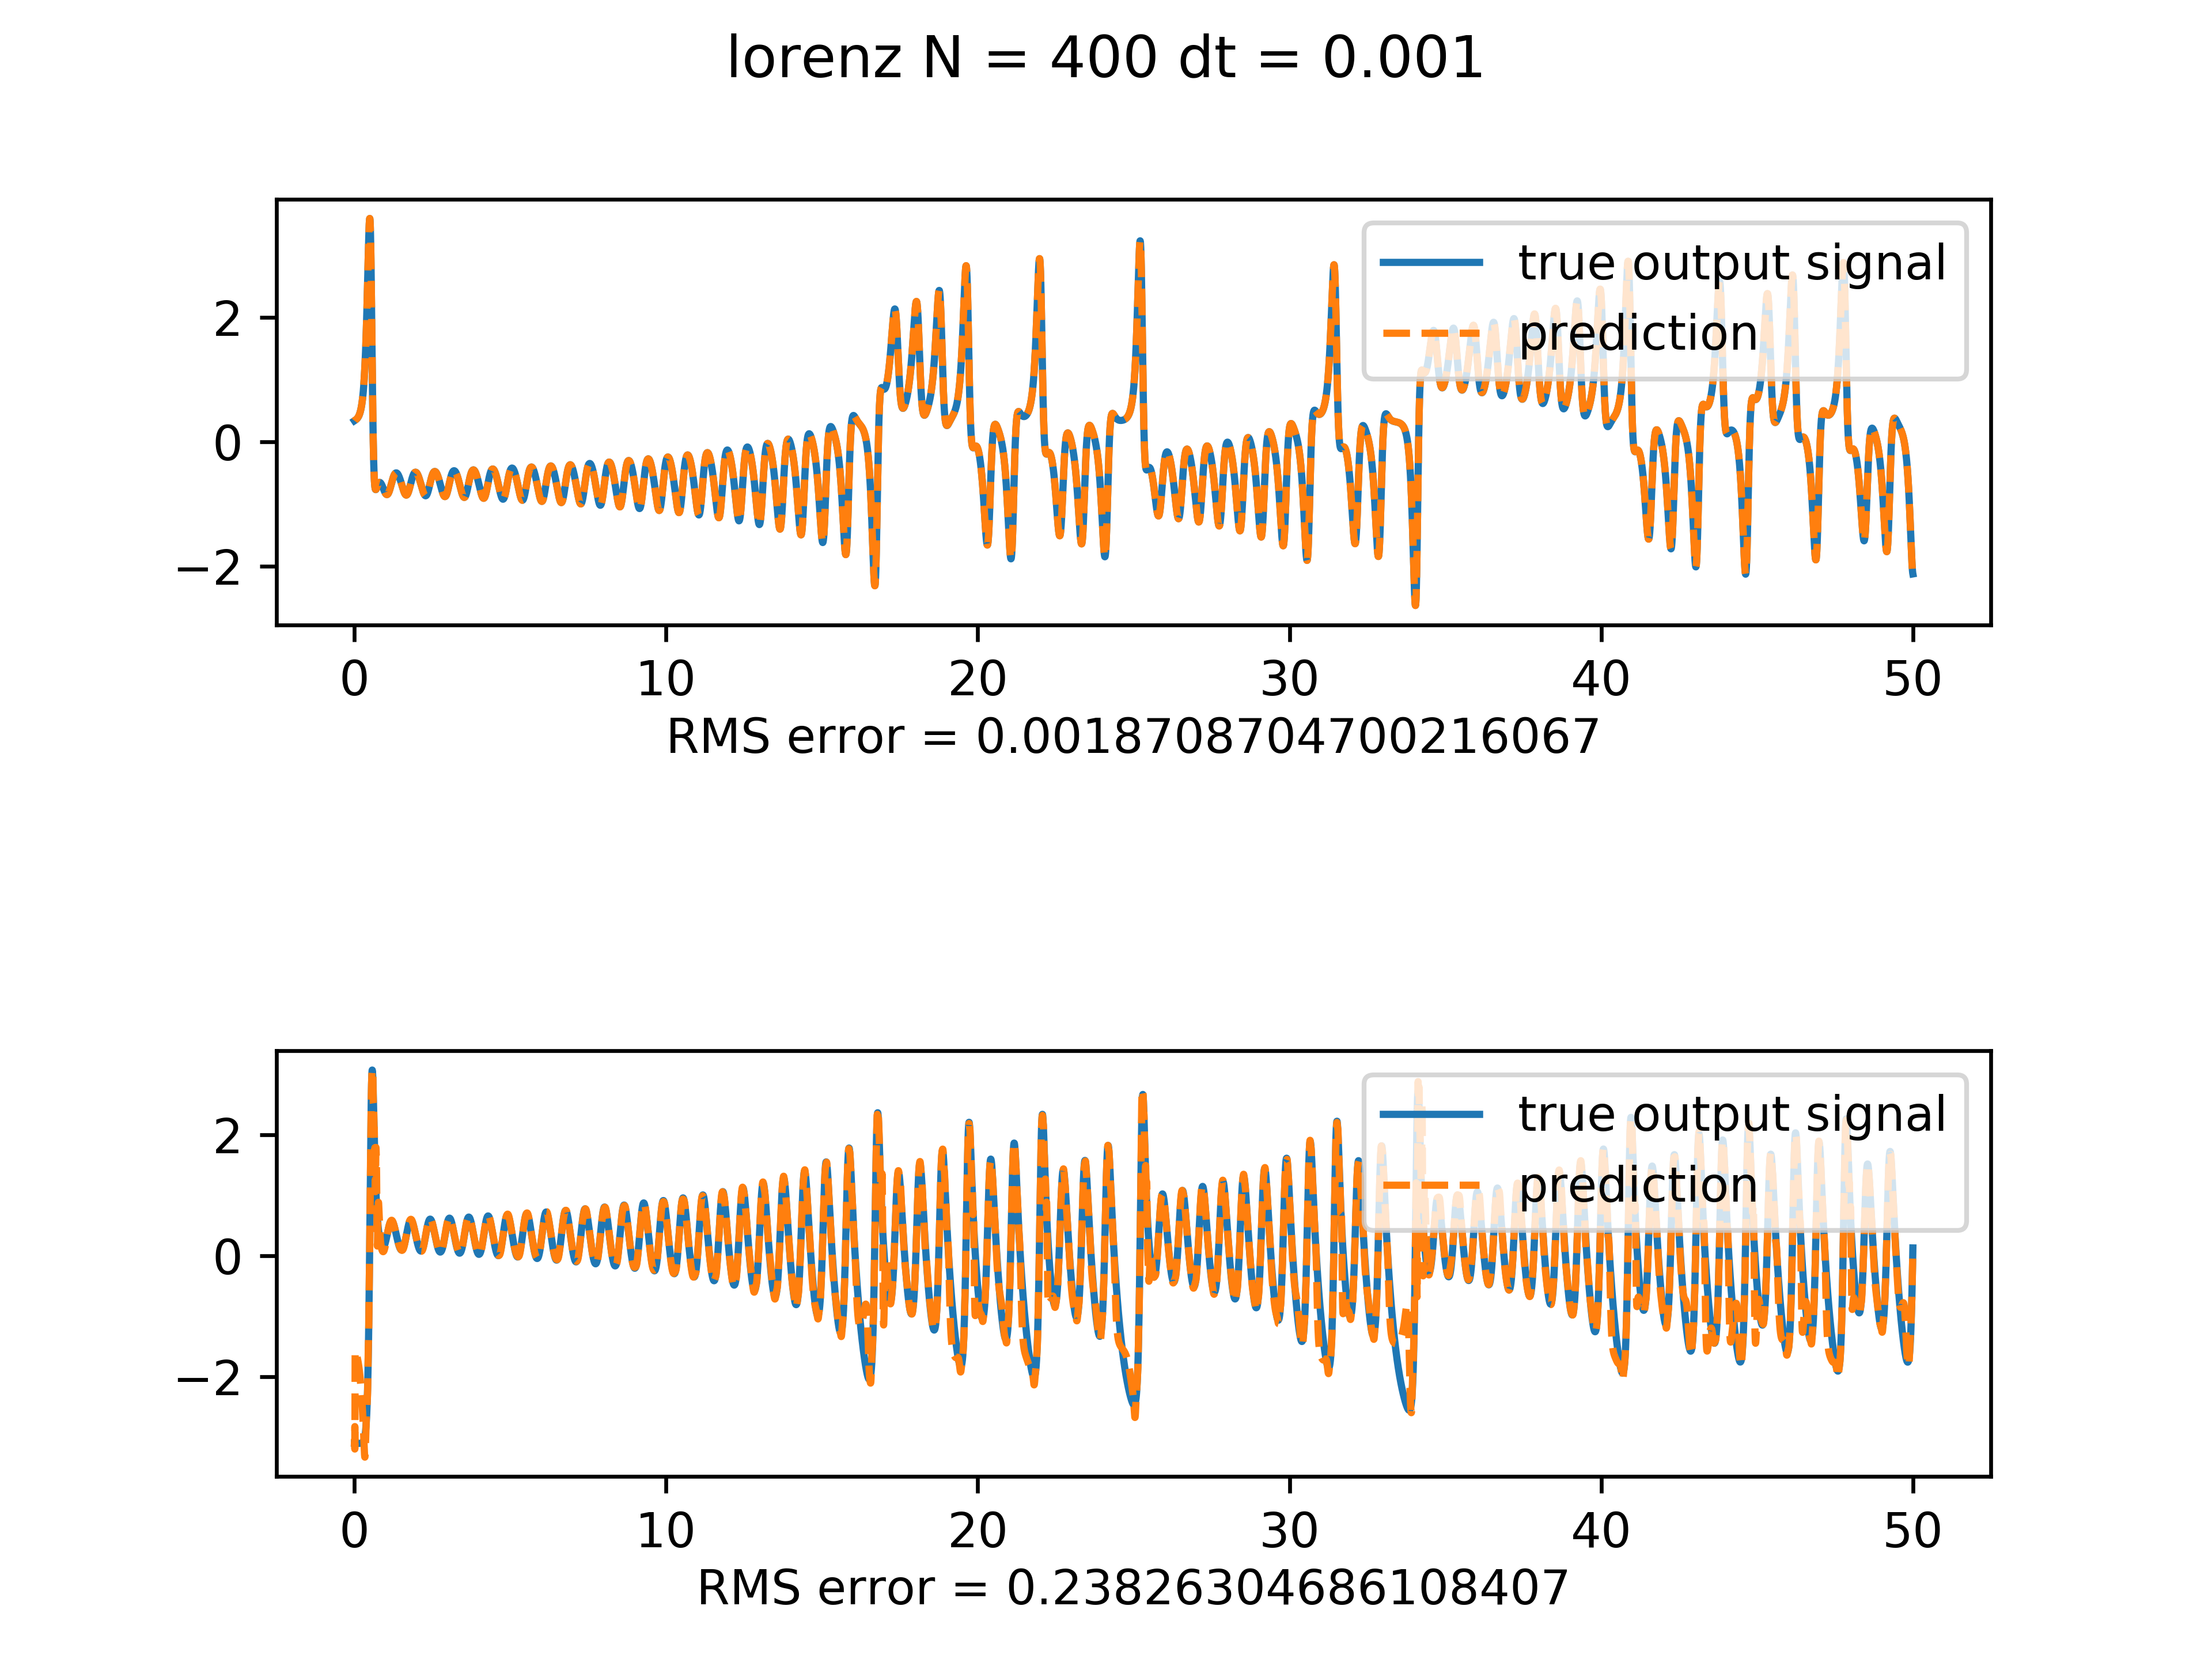 lorenz N = 400 dt = 0.001
true output signal
prediction
2
0
−2
0 10 20 30 40 50
RMS error = 0.0018708704700216067
true output signal
prediction
2
0
−2
0 10 20 30 40 50
RMS error = 0.23826304686108407